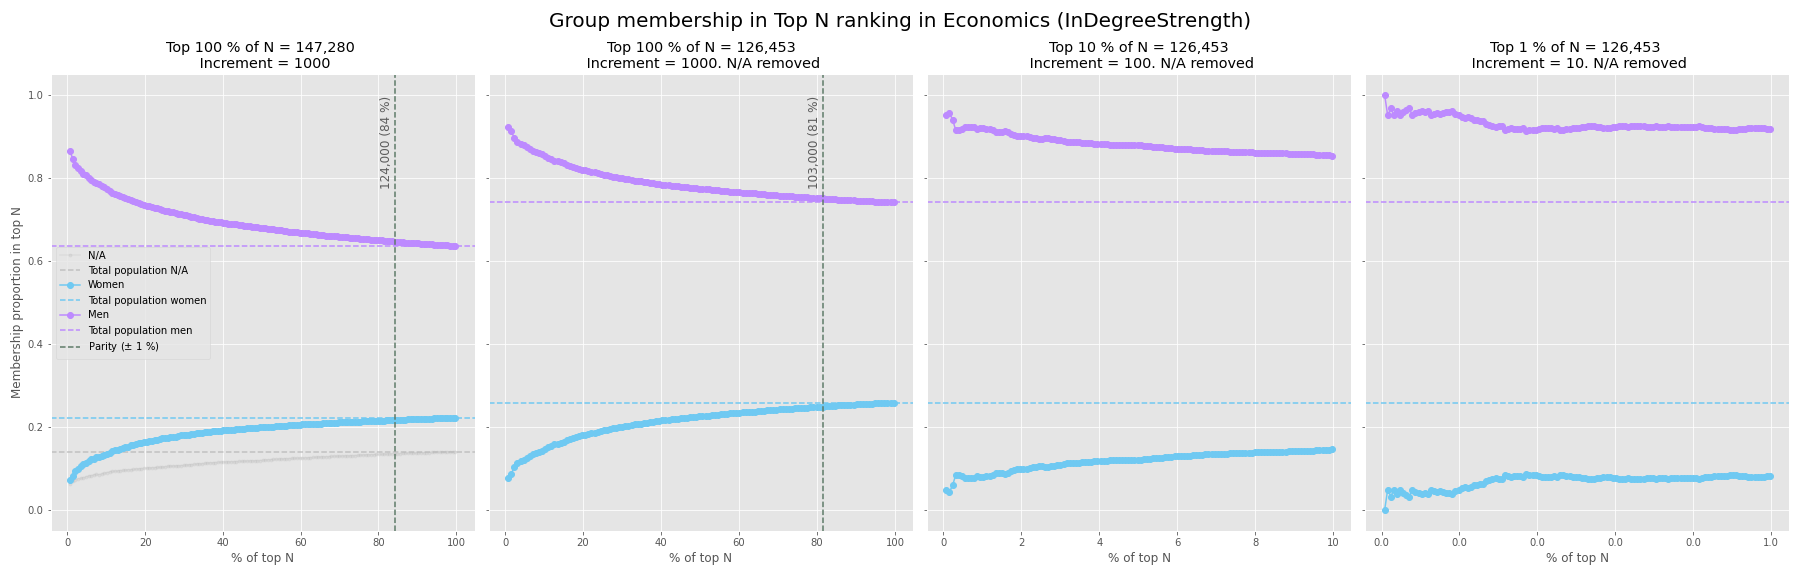 Group membership in Top N ranking in Economics (InDegreeStrength)
Top 100 % of N = 147,280
Increment = 1000
Top 100 % of N = 126,453
Increment = 1000. N/A removed
Top 10 % of N = 126,453
Increment = 100. N/A removed
Top 1 % of N = 126,453
Increment = 10. N/A removed
Membership proportion in top N
1.0
0.8
0.6
0.4
0.2
0.0
124,000 (84 %)
103,000 (81 %)
N/A
Total population N/A
Women
Total population women
Men
Total population men
Parity (± 1 %)
0 20 40 60 80 100
0 20 40 60 80 100
0 2 4 6 8 10
0.0 0.0 0.0 0.0 0.0 1.0
% of top N
% of top N
% of top N
% of top N